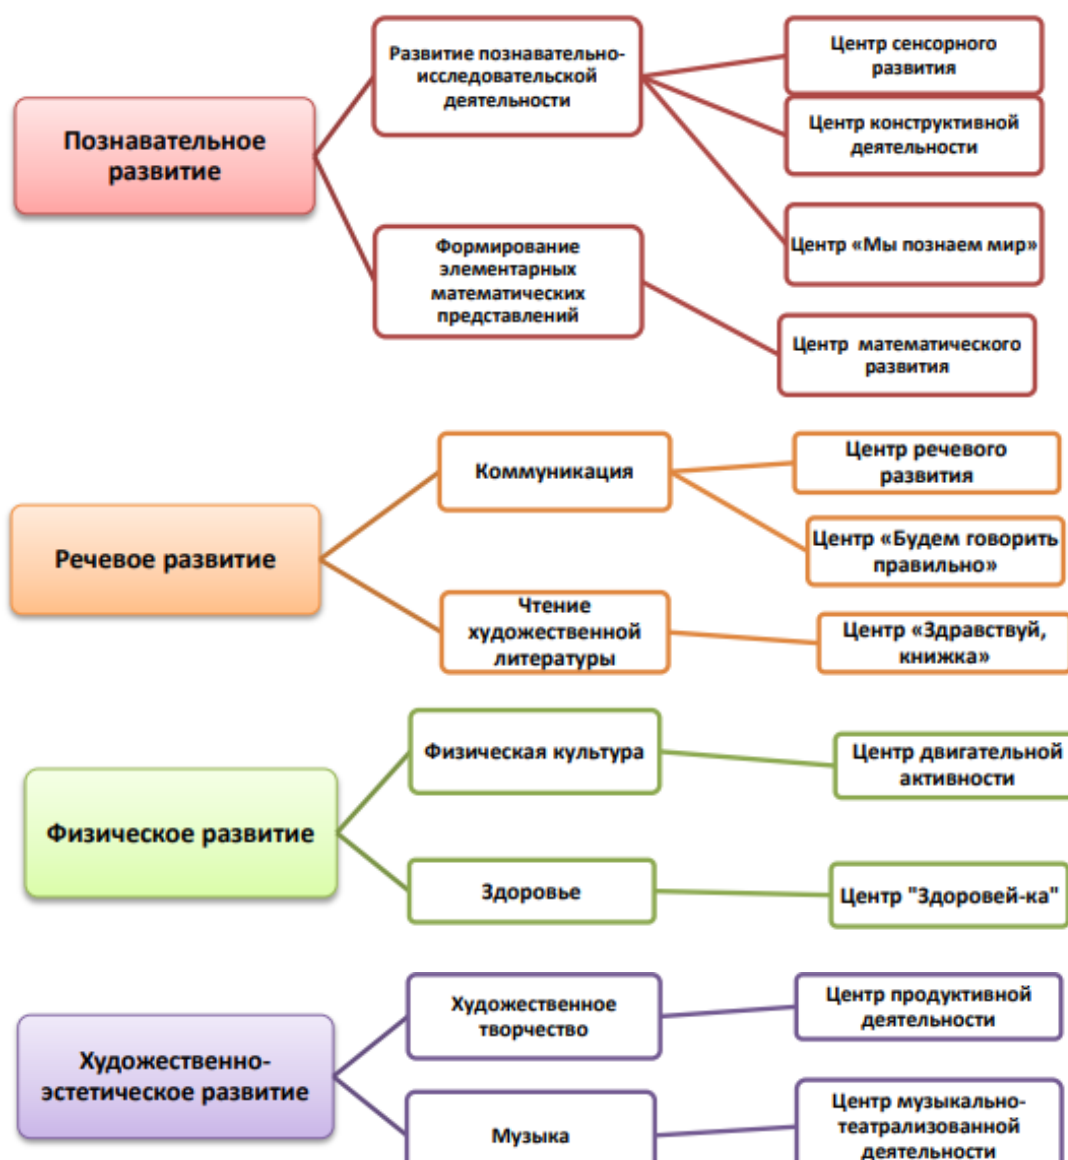 Познавательное
развитие
Развитие познавательно-
исследовательской
деятельности
Центр сенсорного
развития
Центр конструктивной
деятельности
Центр «Мы познаем мир»
Формирование
элементарных
математических
представлений
Центр математического
развития
Речевое развитие
Коммуникация
Центр речевого
развития
Центр «Будем говорить
правильно»
Чтение
художественной
литературы
Центр «Здравствуй,
книжка»
Физическое развитие
Физическая культура
Центр двигательной
активности
Здоровье
Центр "Здоровей-ка"
Художественно-
эстетическое развитие
Художественное
творчество
Центр продуктивной
деятельности
Музыка
Центр музыкально-
театрализованной
деятельности